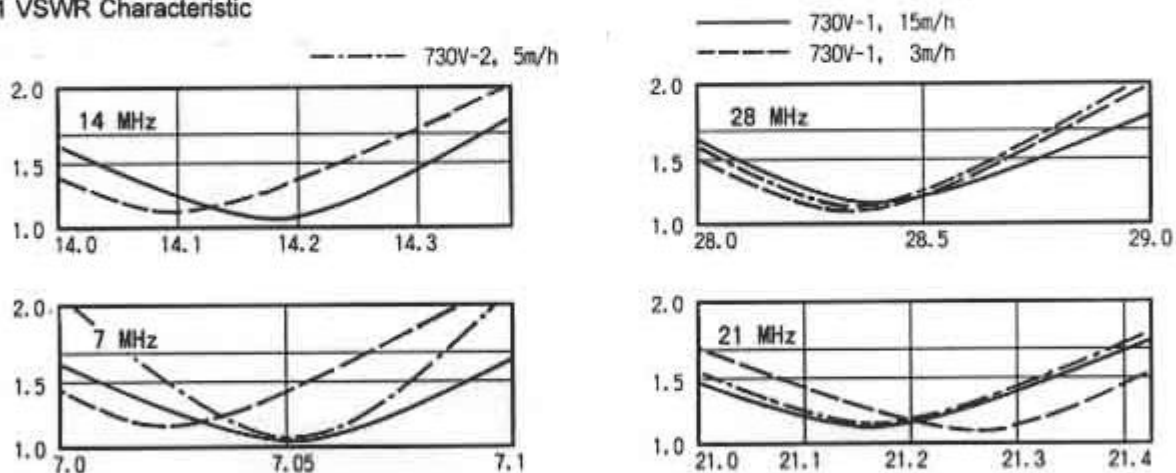 VSWR Characteristic
730V-2, 5m/h
730V-1, 15m/h
730V-1, 3m/h
2.0
14 MHz
1.5
1.0
14.0 14.1 14.2 14.3
2.0
28 MHz
1.5
1.0
28.0 28.5 29.0
2.0
7 MHz
1.5
1.0
7.0 7.05 7.1
2.0
21 MHz
1.5
1.0
21.0 21.1 21.2 21.3 21.4